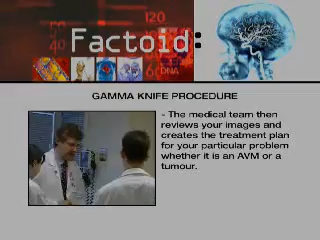 120
Factoid:
DNA
GAMMA KNIFE PROCEDURE
- The medical team then
reviews your images and
creates the treatment plan
for your particular problem
whether it is an AVM or a
tumour.